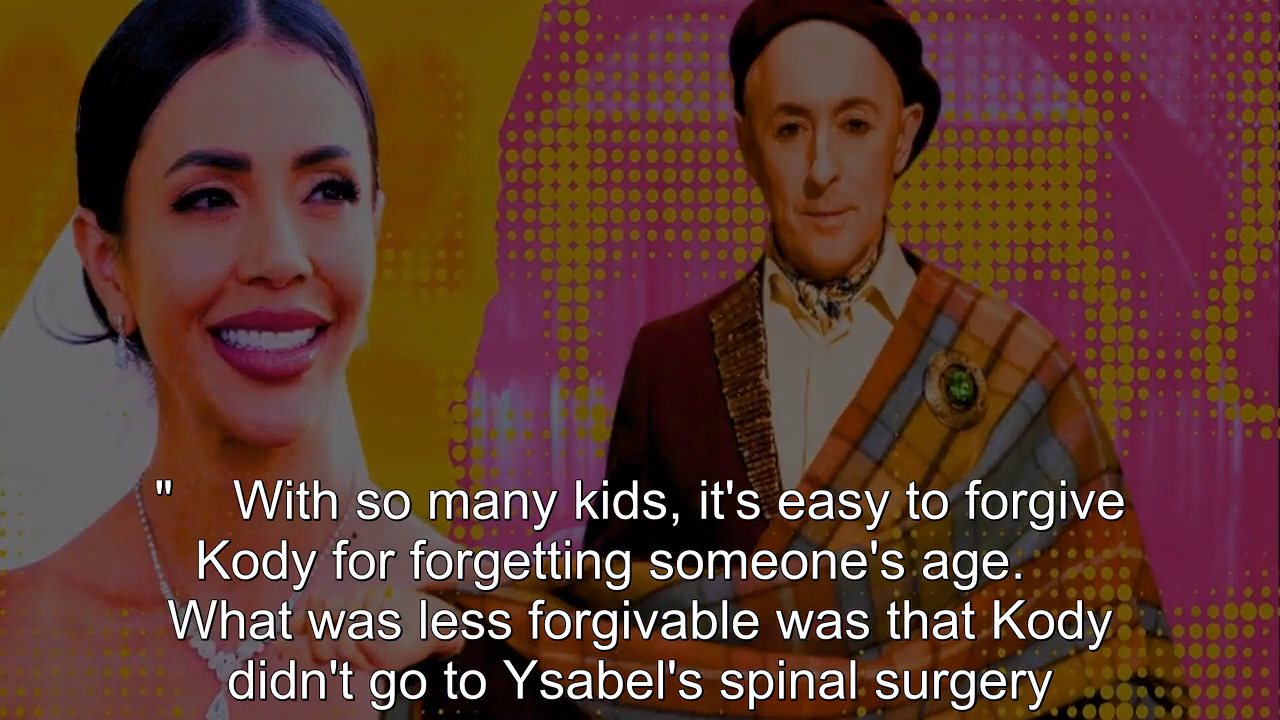 " With so many kids, it's easy to forgive
Kody for forgetting someone's age.
What was less forgivable was that Kody
didn't go to Ysabel's spinal surgery